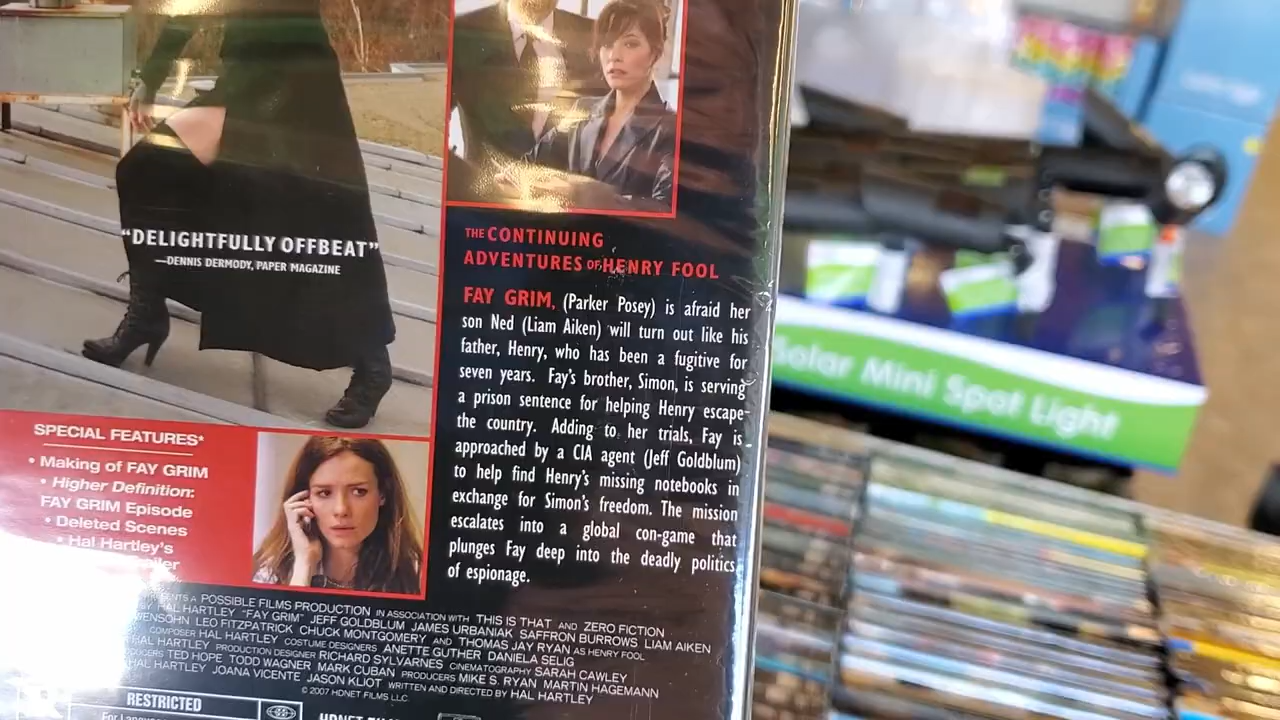 "DELIGHTFULLY OFFBEAT"
—DENNIS DERMODY, PAPER MAGAZINE
THE CONTINUING
ADVENTURES OF HENRY FOOL
FAY GRIM, (Parker Posey) is afraid her
son Ned (Liam Aiken) will turn out like his
father, Henry, who has been a fugitive for
seven years. Fay's brother, Simon, is serving
a prison sentence for helping Henry escape
the country. Adding to her trials, Fay is
approached by a CIA agent (Jeff Goldblum)
to help find Henry's missing notebooks in
exchange for Simon's freedom. The mission
escalates into a global con-game that
plunges Fay deep into the deadly politics
of espionage.
SPECIAL FEATURES*
• Making of FAY GRIM
• Higher Definition:
FAY GRIM Episode
• Deleted Scenes
• Hal Hartley's
A POSSIBLE FILMS PRODUCTION IN ASSOCIATION WITH THIS IS THAT AND ZERO FICTION
HAL HARTLEY "FAY GRIM" JEFF GOLDBLUM JAMES URBANIAK SAFFRON BURROWS LIAM AIKEN
LEO FITZPATRICK CHUCK MONTGOMERY AND THOMAS JAY RYAN AS HENRY FOOL
COMPOSER HAL HARTLEY COSTUME DESIGNERS ANETTE GUTHER DANIELA SELIG
HARTLEY PRODUCTION DESIGNER RICHARD SYLVARNES CINEMATOGRAPHY SARAH CAWLEY
TED HOPE TODD WAGNER MARK CUBAN PRODUCERS MIKE S. RYAN MARTIN HAGEMANN
HAL HARTLEY JOANA VICENTE JASON KLIOT WRITTEN AND DIRECTED BY HAL HARTLEY
© 2007 HDNET FILMS LLC.
RESTRICTED
Solar Mini Spot Light